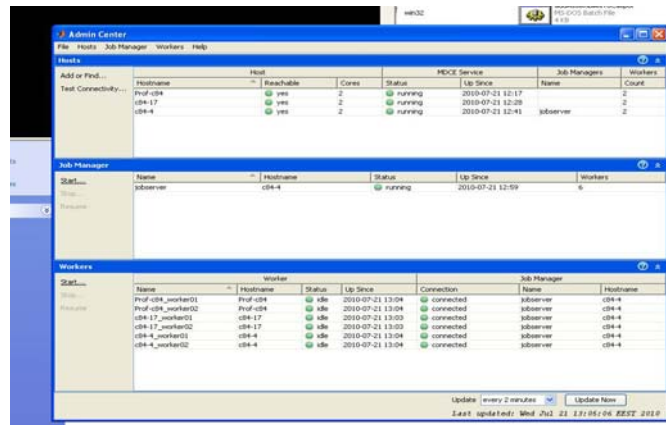 win32
MS-DOS Batch File
4 KB
Admin Center
File Hosts Job Manager Workers Help
Hosts
Add or Find...
Test Connectivity...
Host MDCE Service Job Managers Workers
Hostname Reachable Cores Status Up Since Name Count
Prof-c84 yes 2 running 2010-07-21 12:17 2
c84-17 yes 2 running 2010-07-21 12:28 2
c84-4 yes 2 running 2010-07-21 12:41 jobserver 2
Job Manager
Start...
Stop...
Resume
Name Hostname Status Up Since Workers
jobserver c84-4 running 2010-07-21 12:59 6
Workers
Start...
Stop...
Resume
Worker Job Manager
Name Hostname Status Up Since Connection Name Hostname
Prof-c84_worker01 Prof-c84 idle 2010-07-21 13:04 connected jobserver c84-4
Prof-c84_worker02 Prof-c84 idle 2010-07-21 13:04 connected jobserver c84-4
c84-17_worker01 c84-17 idle 2010-07-21 13:03 connected jobserver c84-4
c84-17_worker02 c84-17 idle 2010-07-21 13:03 connected jobserver c84-4
c84-4_worker01 c84-4 idle 2010-07-21 13:04 connected jobserver c84-4
c84-4_worker02 c84-4 idle 2010-07-21 13:04 connected jobserver c84-4
Update every 2 minutes Update Now
Last updated: Wed Jul 21 13:05:06 EEST 2010